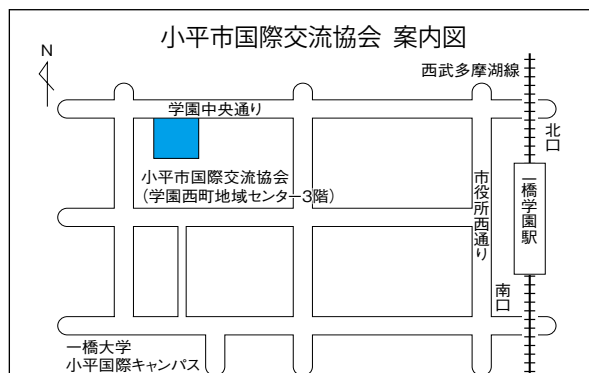 小平市国際交流協会 案内図
N
西武多摩湖線
学園中央通り
北口
小平市国際交流協会
（学園西町地域センター3階）
市役所西通り
一橋学園駅
南口
一橋大学
小平国際キャンパス